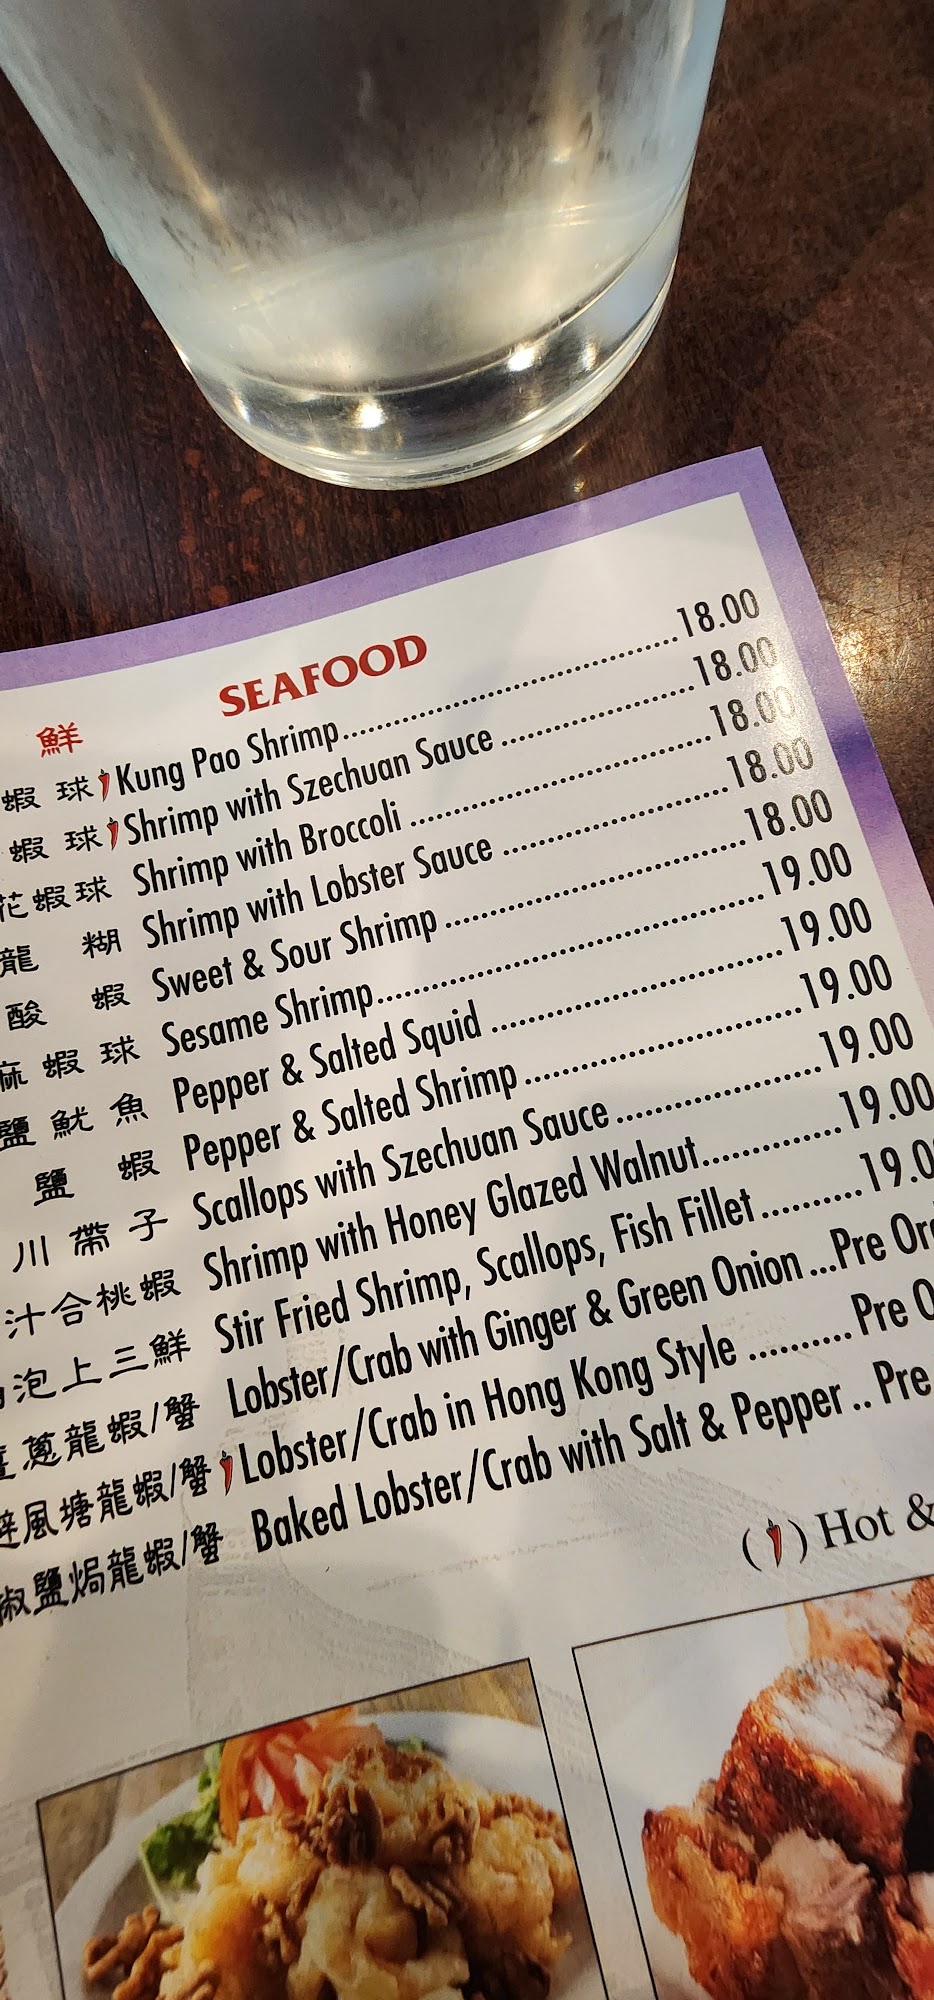 鮮 SEAFOOD
蝦球 Kung Pao Shrimp 18.00
蝦球 Shrimp with Szechuan Sauce 18.00
花蝦球 Shrimp with Broccoli 18.00
龍糊 Shrimp with Lobster Sauce 18.00
酸蝦 Sweet & Sour Shrimp 18.00
麻蝦球 Sesame Shrimp 19.00
鹽魷魚 Pepper & Salted Squid 19.00
鹽蝦 Pepper & Salted Shrimp 19.00
川帶子 Scallops with Szechuan Sauce 19.00
汁合桃蝦 Shrimp with Honey Glazed Walnut 19.00
泡上三鮮 Stir Fried Shrimp, Scallops, Fish Fillet 19.0
蔥龍蝦/蟹 Lobster/Crab with Ginger & Green Onion ...Pre Ord
避風塘龍蝦/蟹 Lobster/Crab in Hong Kong Style Pre O
椒鹽焗龍蝦/蟹 Baked Lobster/Crab with Salt & Pepper .. Pre
( ) Hot &